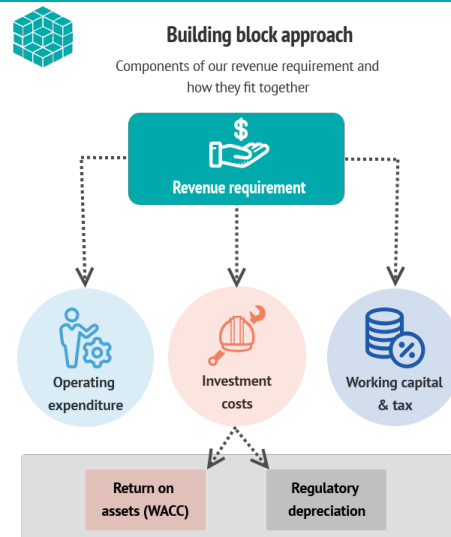 Building block approach
Components of our revenue requirement and
how they fit together
$
Revenue requirement
Operating
expenditure
Investment
costs
%
Working capital
& tax
Return on
assets (WACC)
Regulatory
depreciation